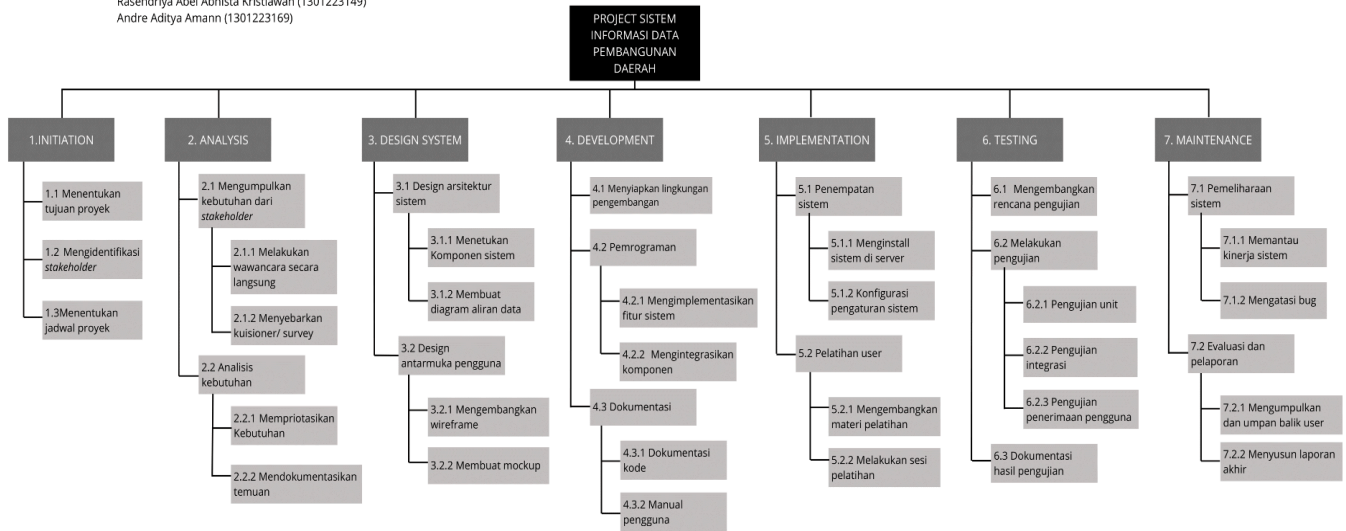 Rasendriya Abel Abhista Kristiawan (1301223149)
Andre Aditya Amann (1301223169)
PROJECT SISTEM
INFORMASI DATA
PEMBANGUNAN
DAERAH
1.INITIATION
1.1 Menentukan
tujuan proyek
1.2 Mengidentifikasi
stakeholder
1.3Menentukan
jadwal proyek
2. ANALYSIS
2.1 Mengumpulkan
kebutuhan dari
stakeholder
2.1.1 Melakukan
wawancara secara
langsung
2.1.2 Menyebarkan
kuisioner/ survey
2.2 Analisis
kebutuhan
2.2.1 Mempriotasikan
Kebutuhan
2.2.2 Mendokumentasikan
temuan
3. DESIGN SYSTEM
3.1 Design arsitektur
sistem
3.1.1 Menetukan
Komponen sistem
3.1.2 Membuat
diagram aliran data
3.2 Design
antarmuka pengguna
3.2.1 Mengembangkan
wireframe
3.2.2 Membuat mockup
4. DEVELOPMENT
4.1 Menyiapkan lingkungan
pengembangan
4.2 Pemrograman
4.2.1 Mengimplementasikan
fitur sistem
4.2.2 Mengintegrasikan
komponen
4.3 Dokumentasi
4.3.1 Dokumentasi
kode
4.3.2 Manual
pengguna
5. IMPLEMENTATION
5.1 Penempatan
sistem
5.1.1 Menginstall
sistem di server
5.1.2 Konfigurasi
pengaturan sistem
5.2 Pelatihan user
5.2.1 Mengembangkan
materi pelatihan
5.2.2 Melakukan sesi
pelatihan
6. TESTING
6.1 Mengembangkan
rencana pengujian
6.2 Melakukan
pengujian
6.2.1 Pengujian unit
6.2.2 Pengujian
integrasi
6.2.3 Pengujian
penerimaan pengguna
6.3 Dokumentasi
hasil pengujian
7. MAINTENANCE
7.1 Pemeliharaan
sistem
7.1.1 Memantau
kinerja sistem
7.1.2 Mengatasi bug
7.2 Evaluasi dan
pelaporan
7.2.1 Mengumpulkan
dan umpan balik user
7.2.2 Menyusun laporan
akhir